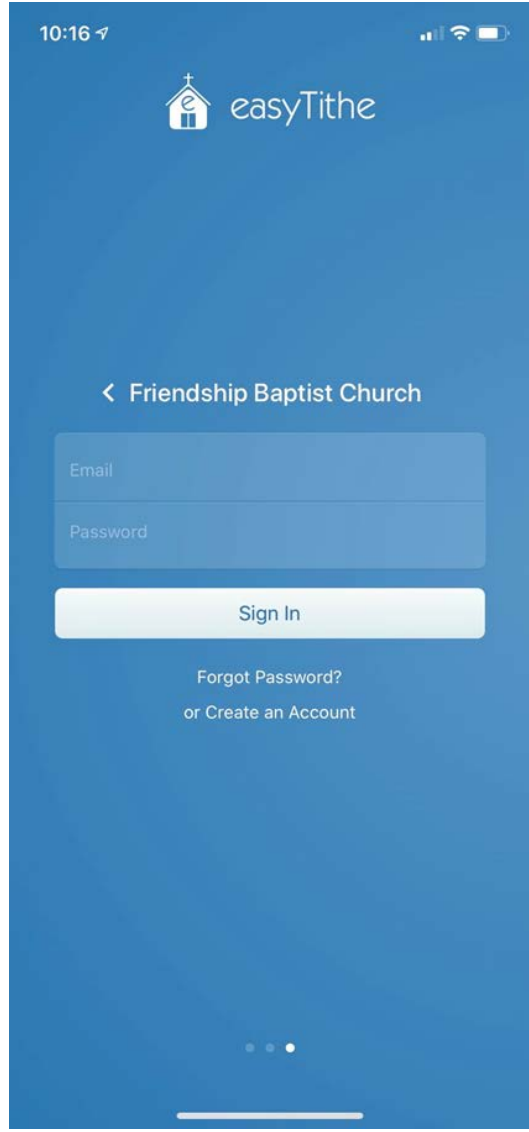 10:16
e easyTithe
Friendship Baptist Church
Email
Password
Sign In
Forgot Password?
or Create an Account